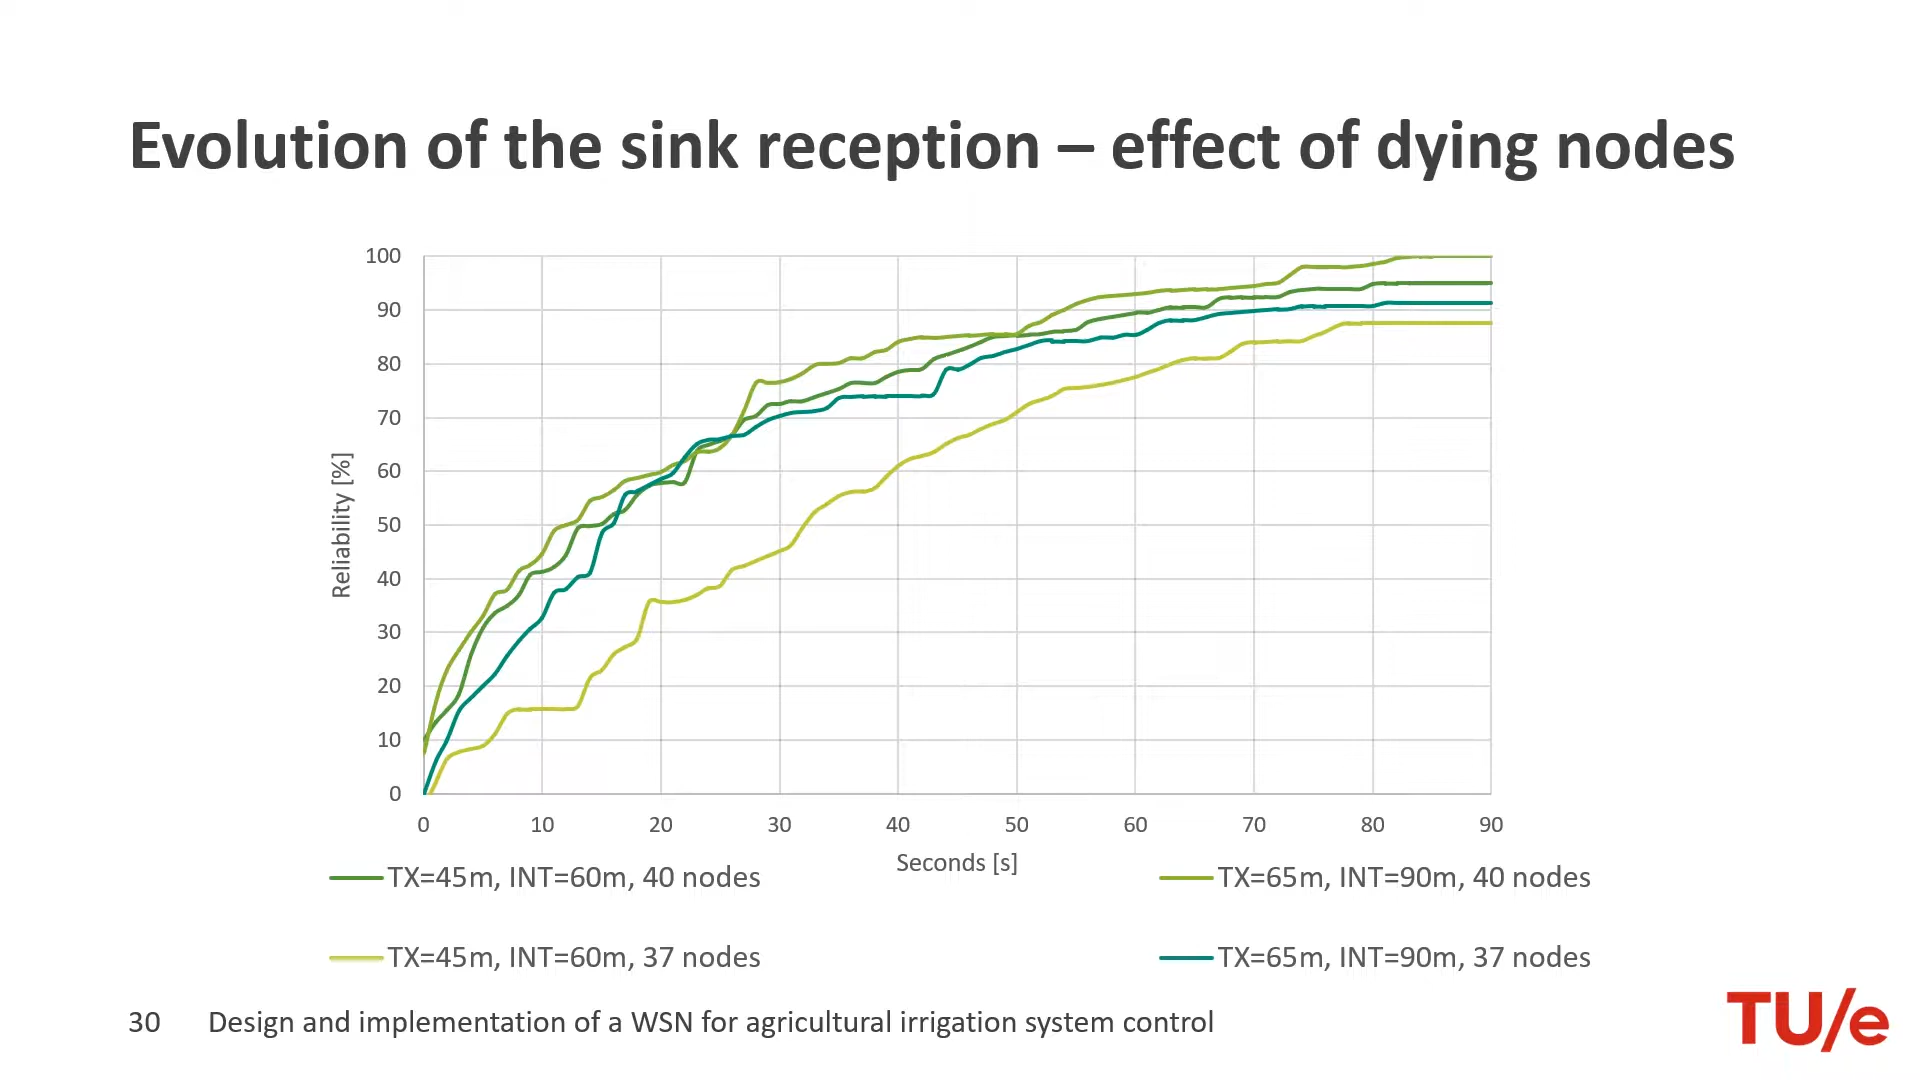 Evolution of the sink reception – effect of dying nodes
100
90
80
70
60
50
40
30
20
10
0
Reliability [%]
0 10 20 30 40 50 60 70 80 90
Seconds [s]
TX=45m, INT=60m, 40 nodes
TX=65m, INT=90m, 40 nodes
TX=45m, INT=60m, 37 nodes
TX=65m, INT=90m, 37 nodes
30 Design and implementation of a WSN for agricultural irrigation system control
TU/e